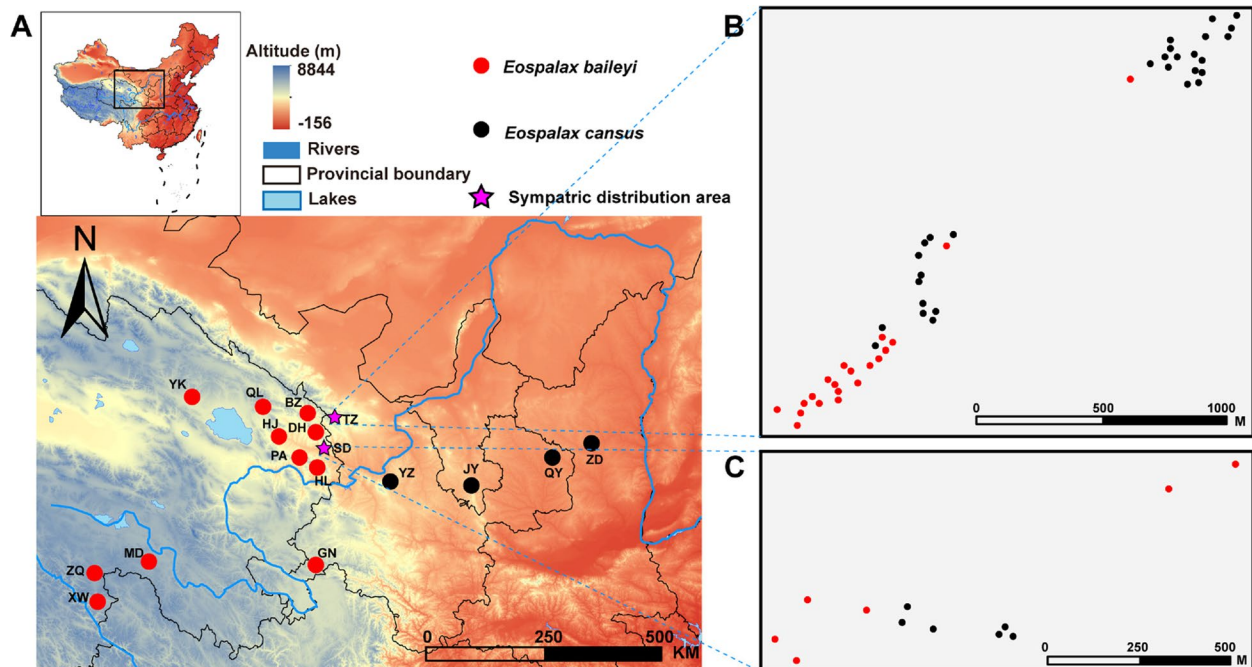 A
Altitude (m)
8844
-156
Rivers
Provincial boundary
Lakes
Eospalax baileyi
Eospalax cansus
Sympatric distribution area
N
YK
QL
BZ
TZ
HJ
DH
SD
PA
HL
YZ
JY
QY
ZD
MD
GN
ZQ
XW
0 250 500
KM
B
0 500 1000
M
C
0 250 500
M